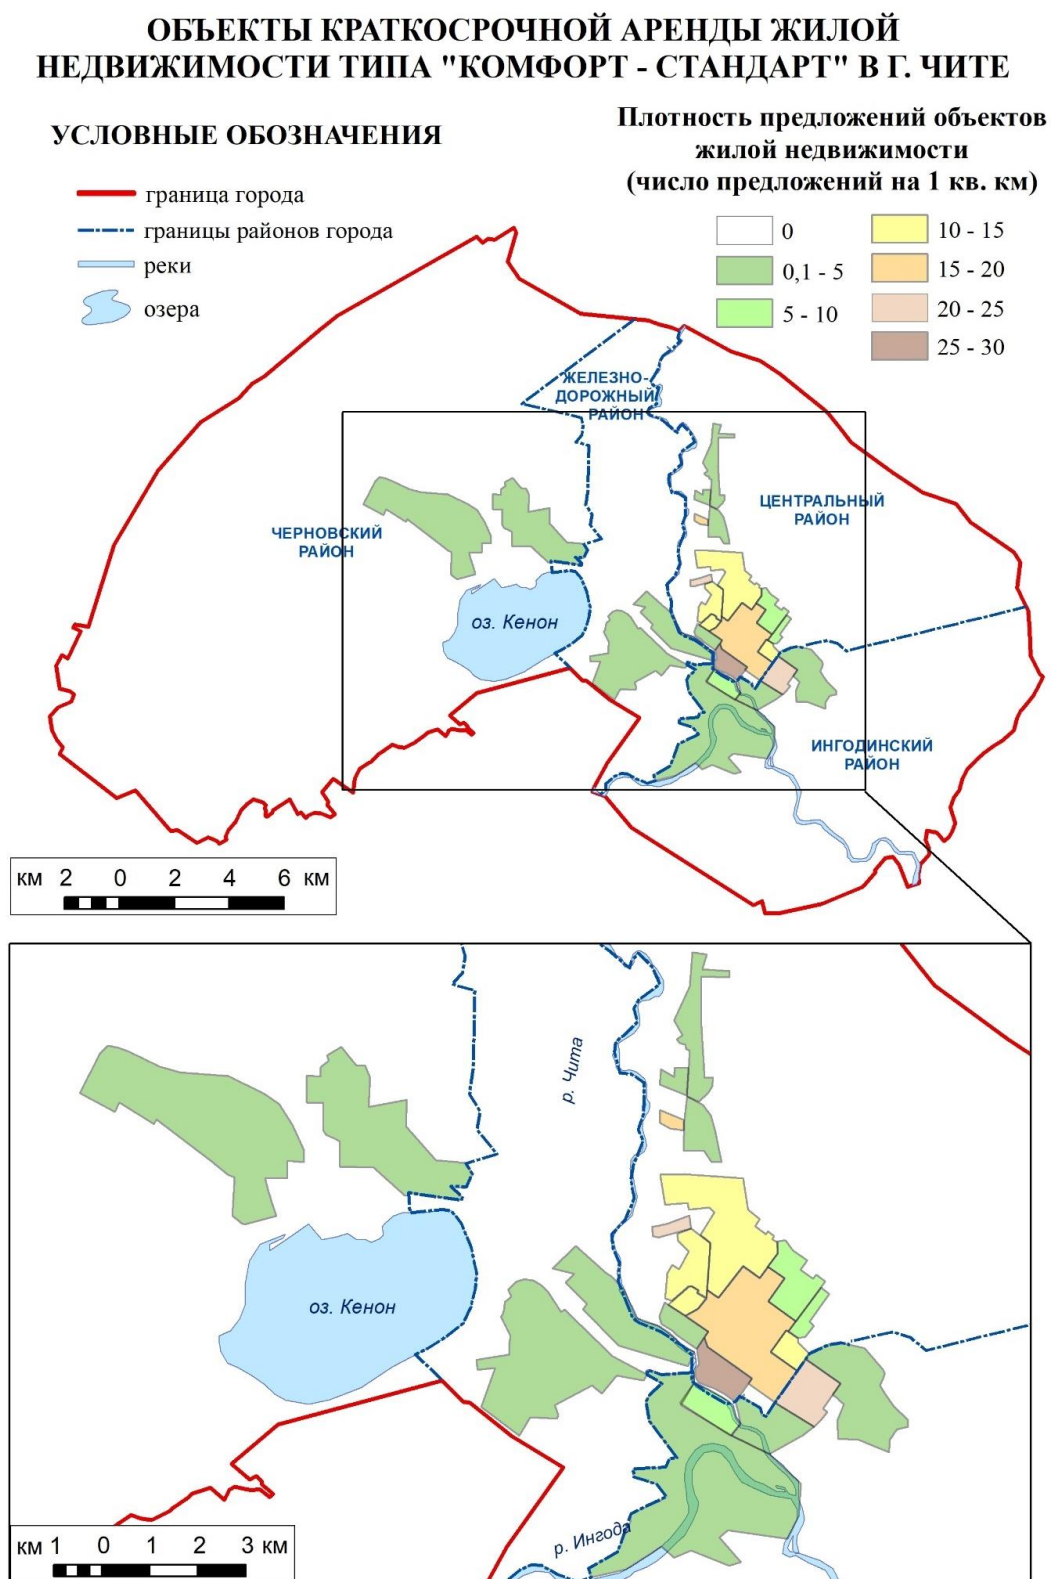 ОБЪЕКТЫ КРАТКОСРОЧНОЙ АРЕНДЫ ЖИЛОЙ
НЕДВИЖИМОСТИ ТИПА "КОМФОРТ - СТАНДАРТ" В Г. ЧИТЕ
УСЛОВНЫЕ ОБОЗНАЧЕНИЯ
граница города
границы районов города
реки
озера
Плотность предложений объектов
жилой недвижимости
(число предложений на 1 кв. км)
0
0,1 - 5
5 - 10
10 - 15
15 - 20
20 - 25
25 - 30
ЖЕЛЕЗНО-
ДОРОЖНЫЙ
РАЙОН
ЦЕНТРАЛЬНЫЙ
РАЙОН
ЧЕРНОВСКИЙ
РАЙОН
оз. Кенон
ИНГОДИНСКИЙ
РАЙОН
км 2 0 2 4 6 км
р. Чита
оз. Кенон
р. Ингода
км 1 0 1 2 3 км